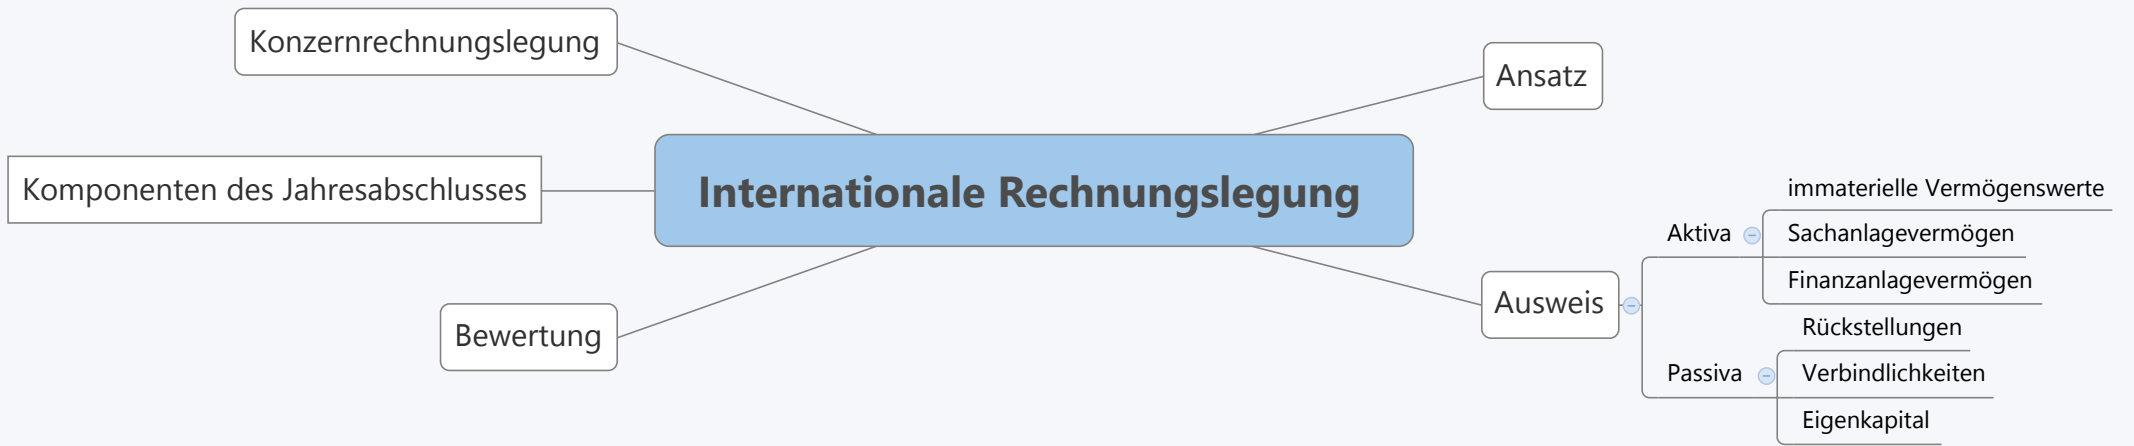 Konzernrechnungslegung
Ansatz
Internationale Rechnungslegung
Komponenten des Jahresabschlusses
Bewertung
Ausweis
Aktiva
immaterielle Vermögenswerte
Sachanlagevermögen
Finanzanlagevermögen
Passiva
Rückstellungen
Verbindlichkeiten
Eigenkapital